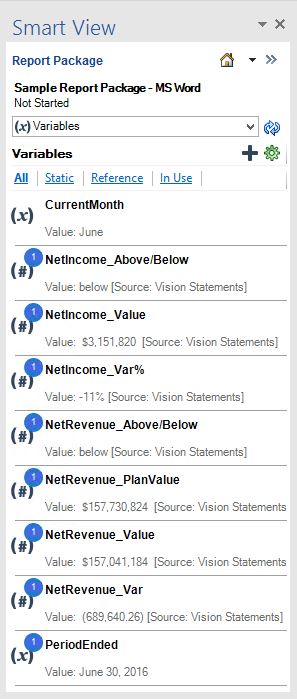 Smart View
Report Package
Sample Report Package - MS Word
Not Started
(x) Variables
Variables
All Static Reference In Use
(x) CurrentMonth
Value: June
1
(#) NetIncome_Above/Below
Value: below [Source: Vision Statements]
1
(#) NetIncome_Value
Value: $3,151,820 [Source: Vision Statements]
1
(#) NetIncome_Var%
Value: -11% [Source: Vision Statements]
1
(#) NetRevenue_Above/Below
Value: below [Source: Vision Statements]
1
(#) NetRevenue_PlanValue
Value: $157,730,824 [Source: Vision Statements
1
(#) NetRevenue_Value
Value: $157,041,184 [Source: Vision Statements
1
(#) NetRevenue_Var
Value: (689,640.26) [Source: Vision Statements]
1
(x) PeriodEnded
Value: June 30, 2016